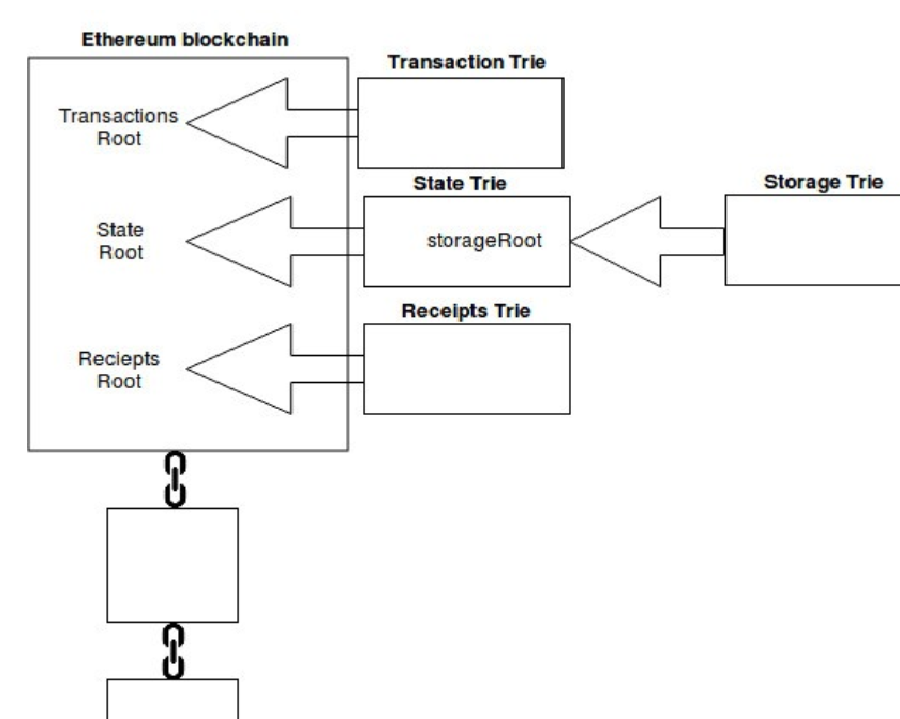 Ethereum blockchain
Transaction Trie
Transactions
Root
State Trie
Storage Trie
State
Root
storageRoot
Receipts Trie
Reciepts
Root